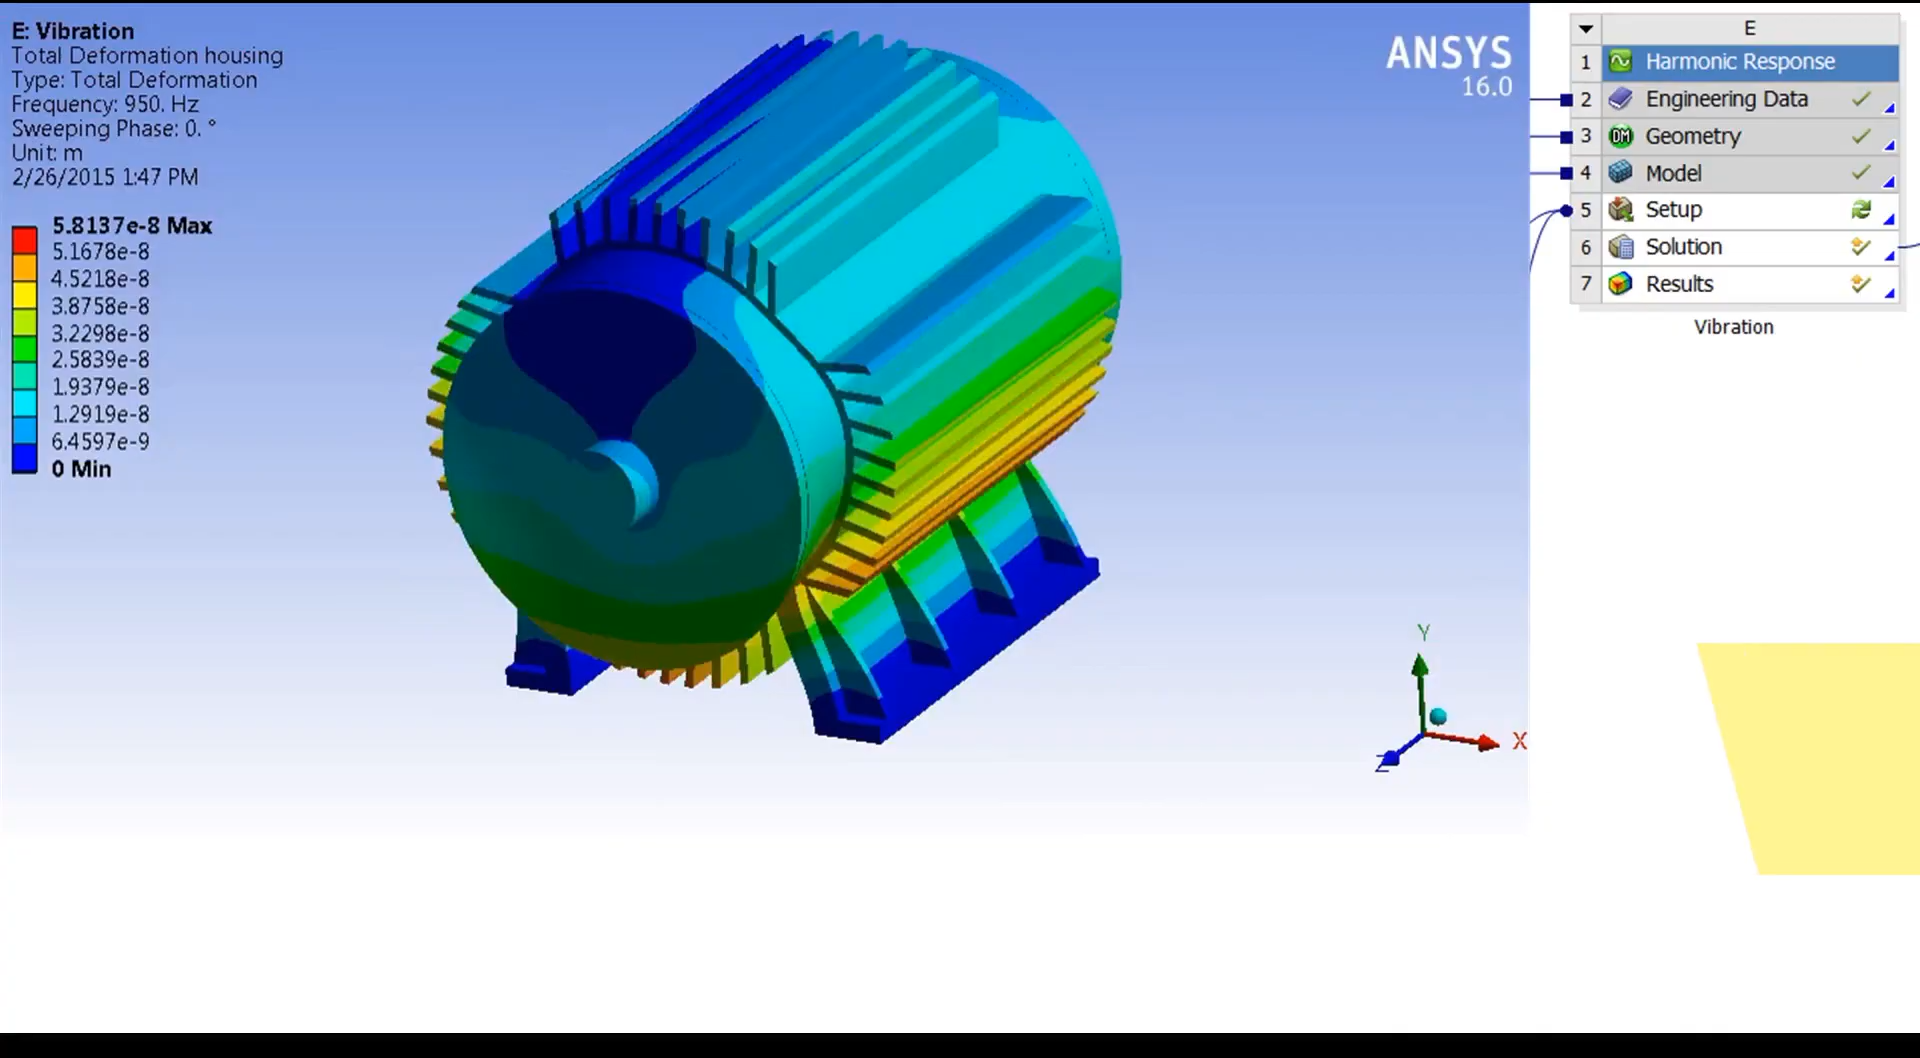 E: Vibration
Total Deformation housing
Type: Total Deformation
Frequency: 950. Hz
Sweeping Phase: 0. °
Unit: m
2/26/2015 1:47 PM
5.8137e-8 Max
5.1678e-8
4.5218e-8
3.8758e-8
3.2298e-8
2.5839e-8
1.9379e-8
1.2919e-8
6.4597e-9
0 Min
ANSYS
16.0
Y
X
Z
E
1 Harmonic Response
2 Engineering Data
3 DM Geometry
4 Model
5 Setup
6 Solution
7 Results
Vibration